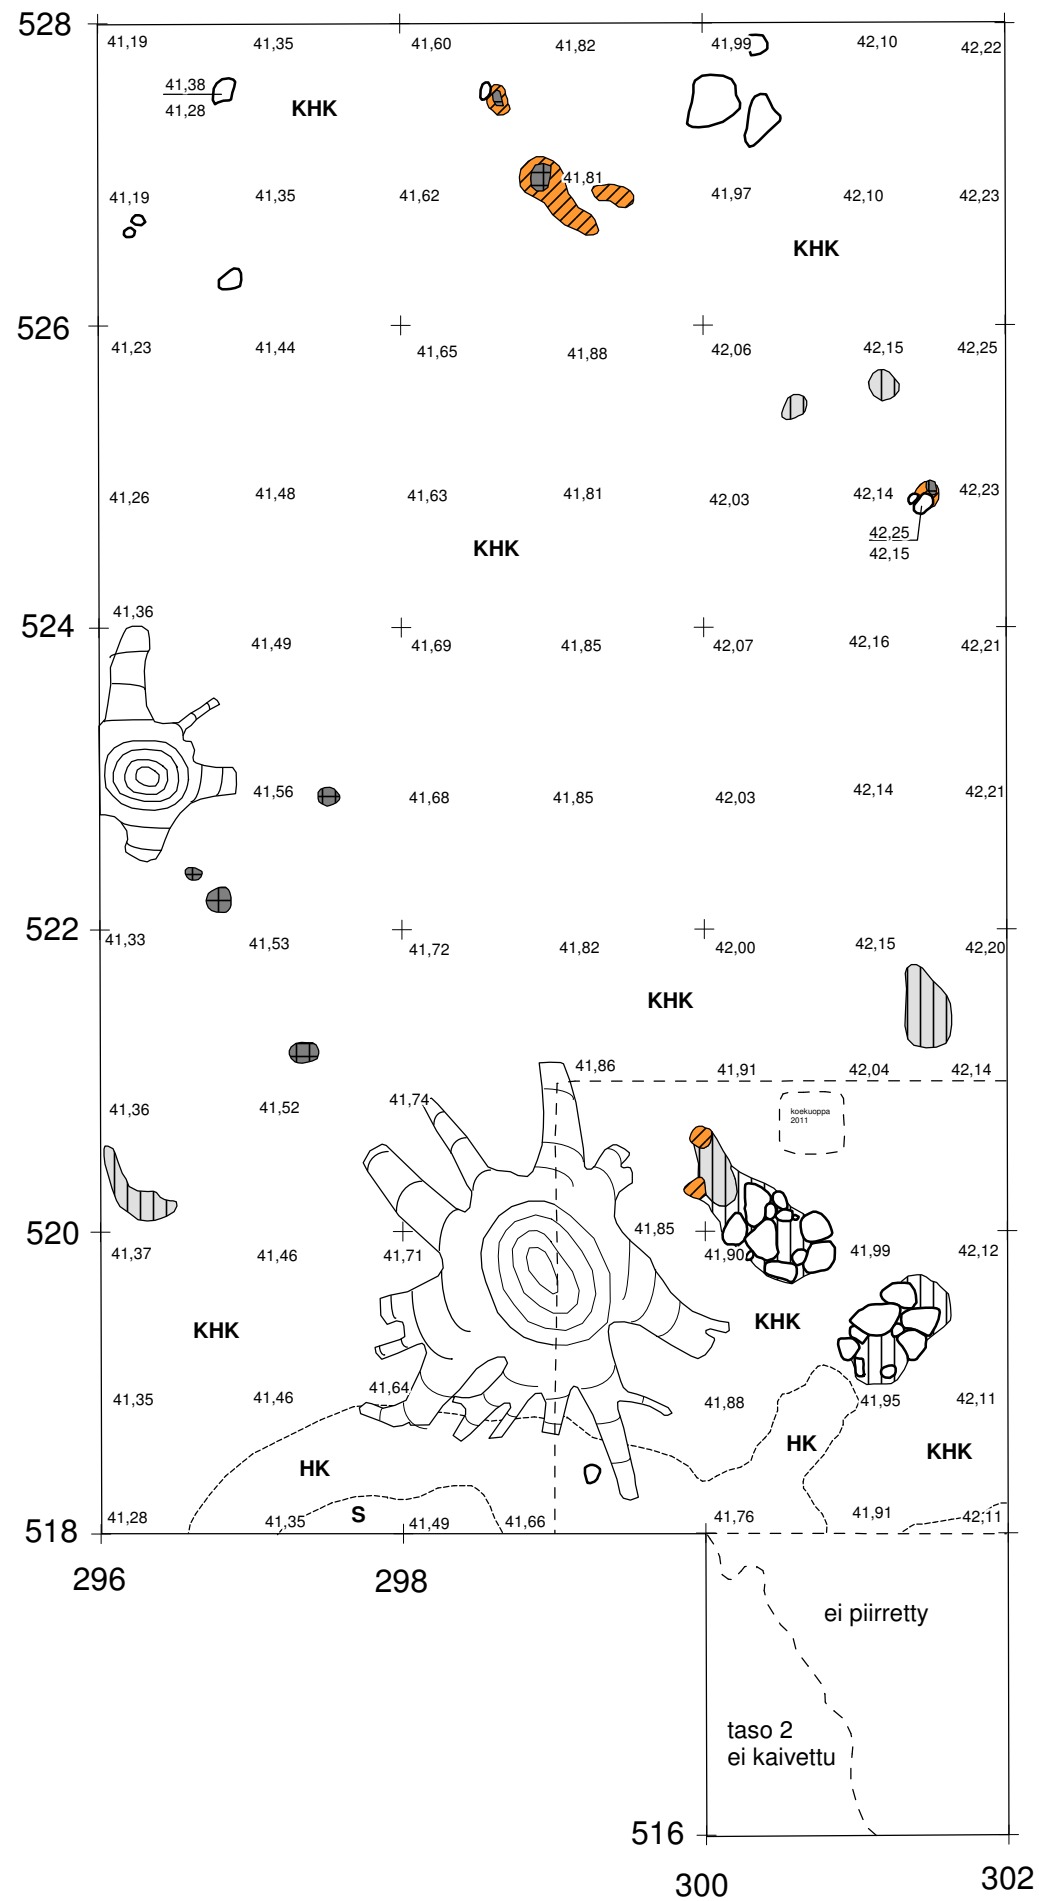 528
41,19 41,35 41,60 41,82 41,99 42,10 42,22
41,38
41,28
KHK
41,81
41,19 41,35 41,62 41,97 42,10 42,23
KHK
526
41,23 41,44 41,65 41,88 42,06 42,15 42,25
41,26 41,48 41,63 41,81 42,03 42,14 42,23
42,25
42,15
KHK
41,36
524
41,49 41,69 41,85 42,07 42,16 42,21
41,56 41,68 41,85 42,03 42,14 42,21
522
41,33 41,53 41,72 41,82 42,00 42,15 42,20
KHK
41,86 41,91 42,04 42,14
41,36 41,52 41,74
koekuoppa
2011
520
41,85
41,37 41,46 41,71 41,90 41,99 42,12
KHK KHK
41,35 41,46 41,64 41,88 41,95 42,11
HK KHK
HK
S
518
41,28 41,35 41,49 41,66 41,76 41,91 42,11
296 298
ei piirretty
taso 2
ei kaivettu
516
300 302